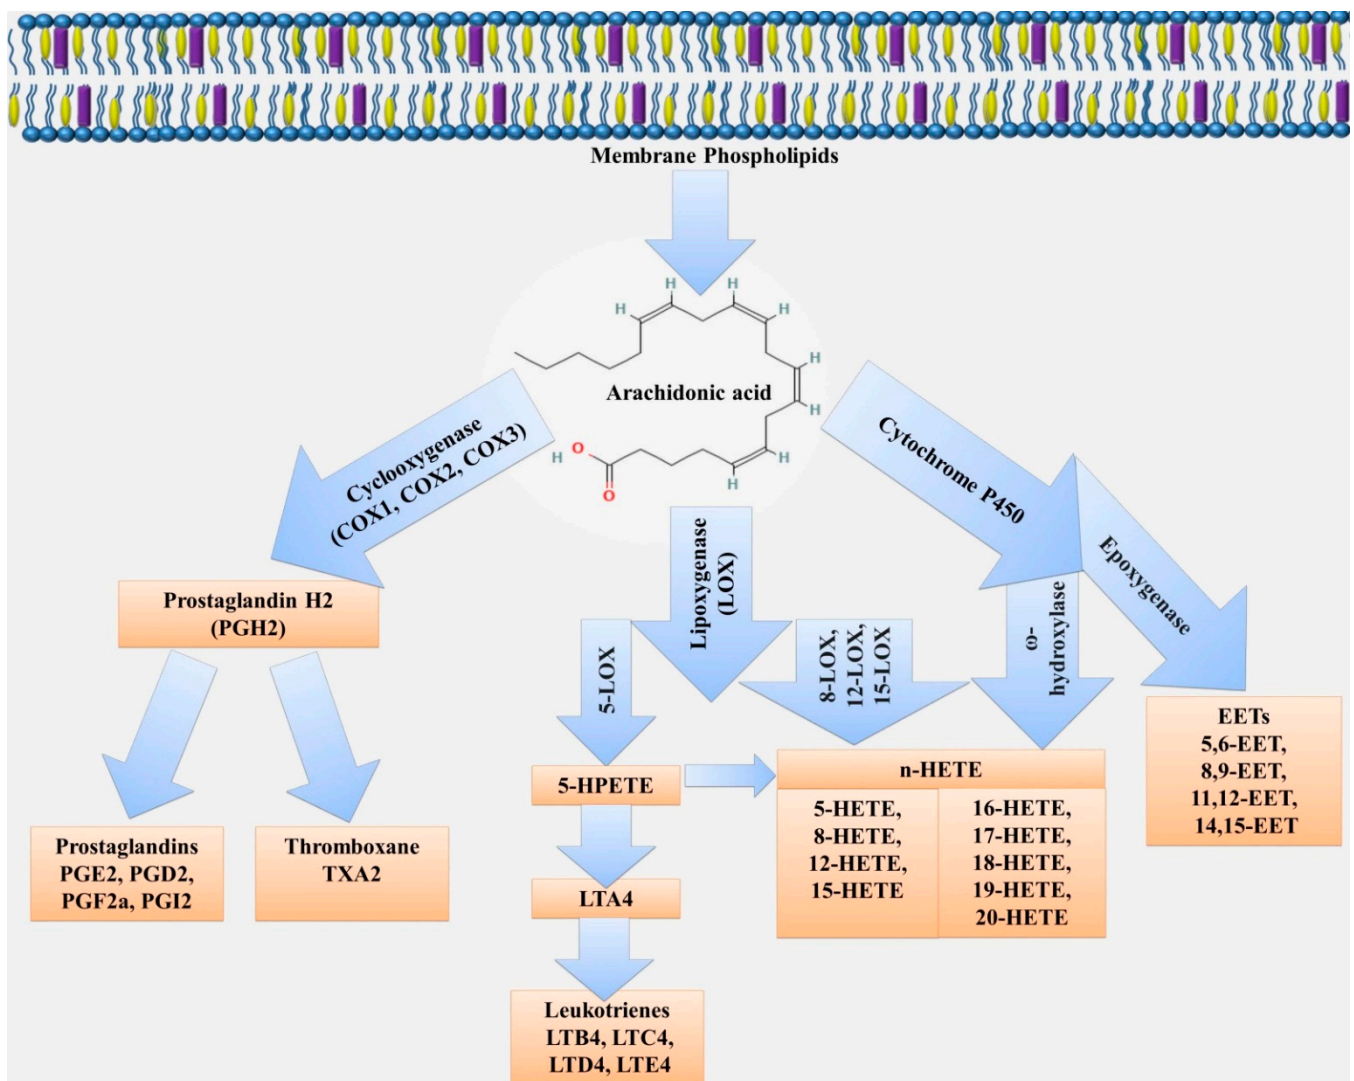 Membrane Phospholipids
H
H
H
H
H
H
H
H
Arachidonic acid
H
O
O
Cyclooxygenase
(COX1, COX2, COX3)
Cytochrome P450
Lipoxygenase
(LOX)
Epoxygenase
ω-
hydroxylase
Prostaglandin H2
(PGH2)
5-LOX
8-LOX,
12-LOX,
15-LOX
EETs
5,6-EET,
8,9-EET,
11,12-EET,
14,15-EET
5-HPETE
n-HETE
5-HETE,
8-HETE,
12-HETE,
15-HETE
16-HETE,
17-HETE,
18-HETE,
19-HETE,
20-HETE
Prostaglandins
PGE2, PGD2,
PGF2a, PGI2
Thromboxane
TXA2
LTA4
Leukotrienes
LTB4, LTC4,
LTD4, LTE4